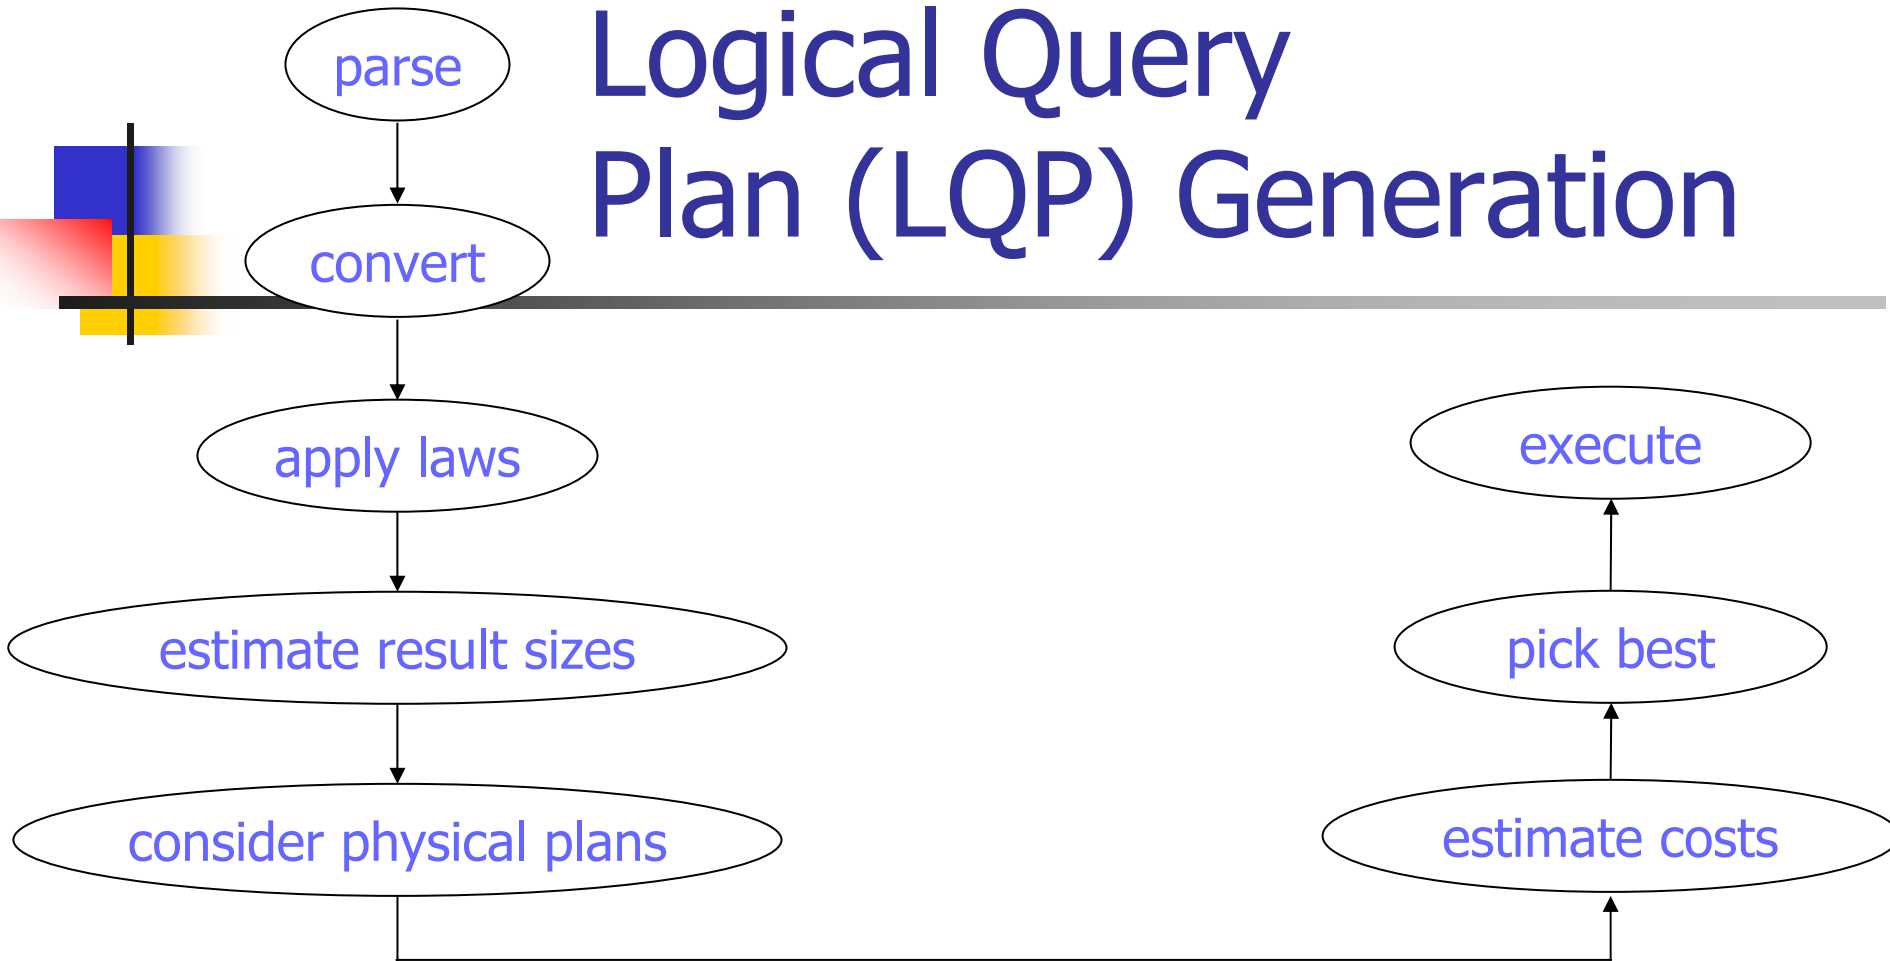 Logical Query
Plan (LQP) Generation
parse
convert
apply laws
estimate result sizes
consider physical plans
estimate costs
pick best
execute